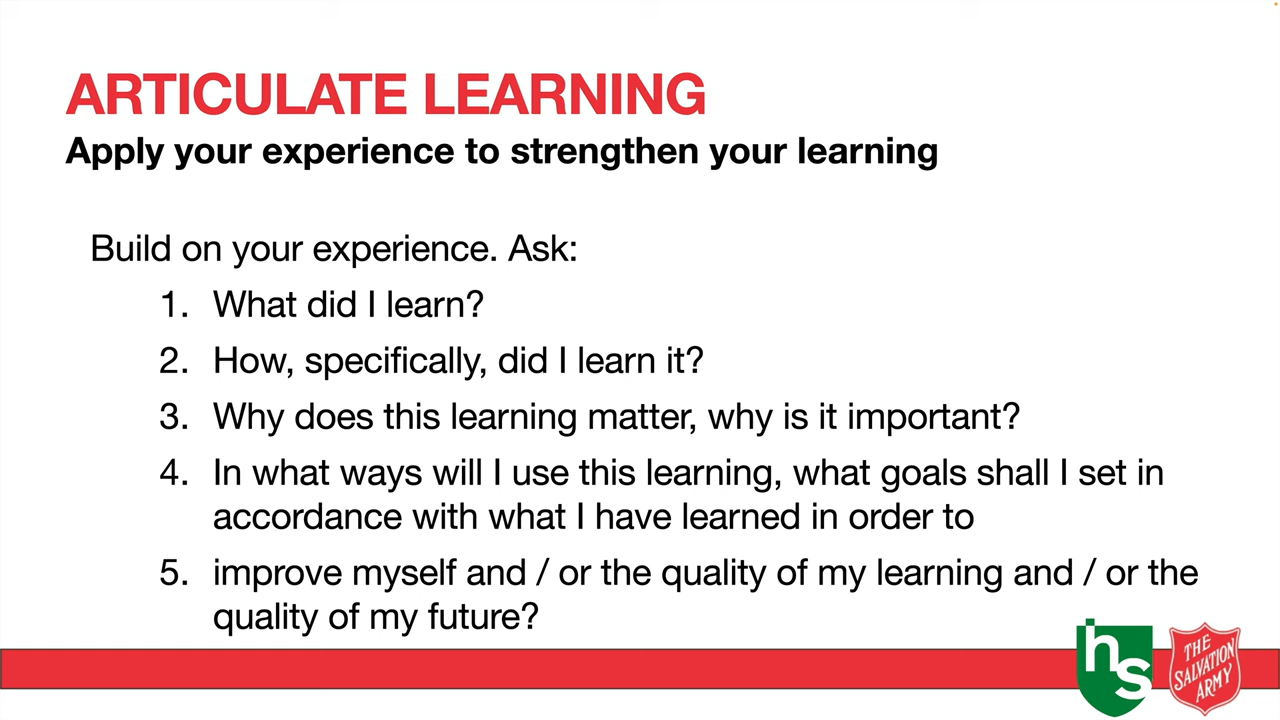 ARTICULATE LEARNING
Apply your experience to strengthen your learning
Build on your experience. Ask:
1. What did I learn?
2. How, specifically, did I learn it?
3. Why does this learning matter, why is it important?
4. In what ways will I use this learning, what goals shall I set in
accordance with what I have learned in order to
5. improve myself and / or the quality of my learning and / or the
quality of my future?
hs
THE
SALVATION
ARMY